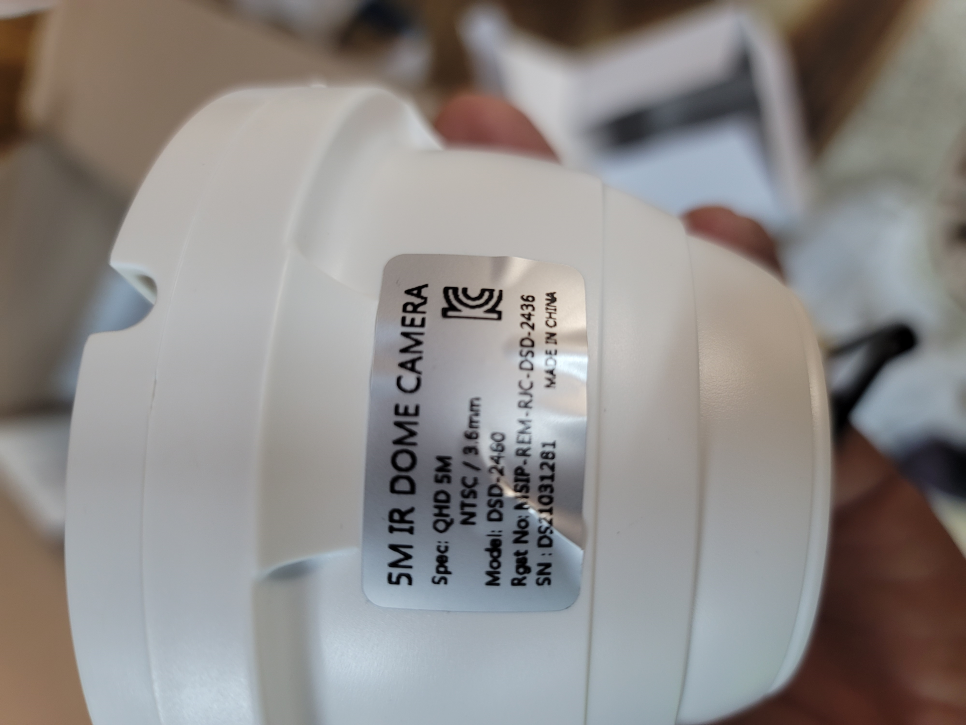 5M IR DOME CAMERA
Spec: QHD 5M
NTSC / 3.6mm
Model: DSD-2460
Rgst No: MSIP-REM-RJC-DSD-2436
SN : DS21031281
MADE IN CHINA